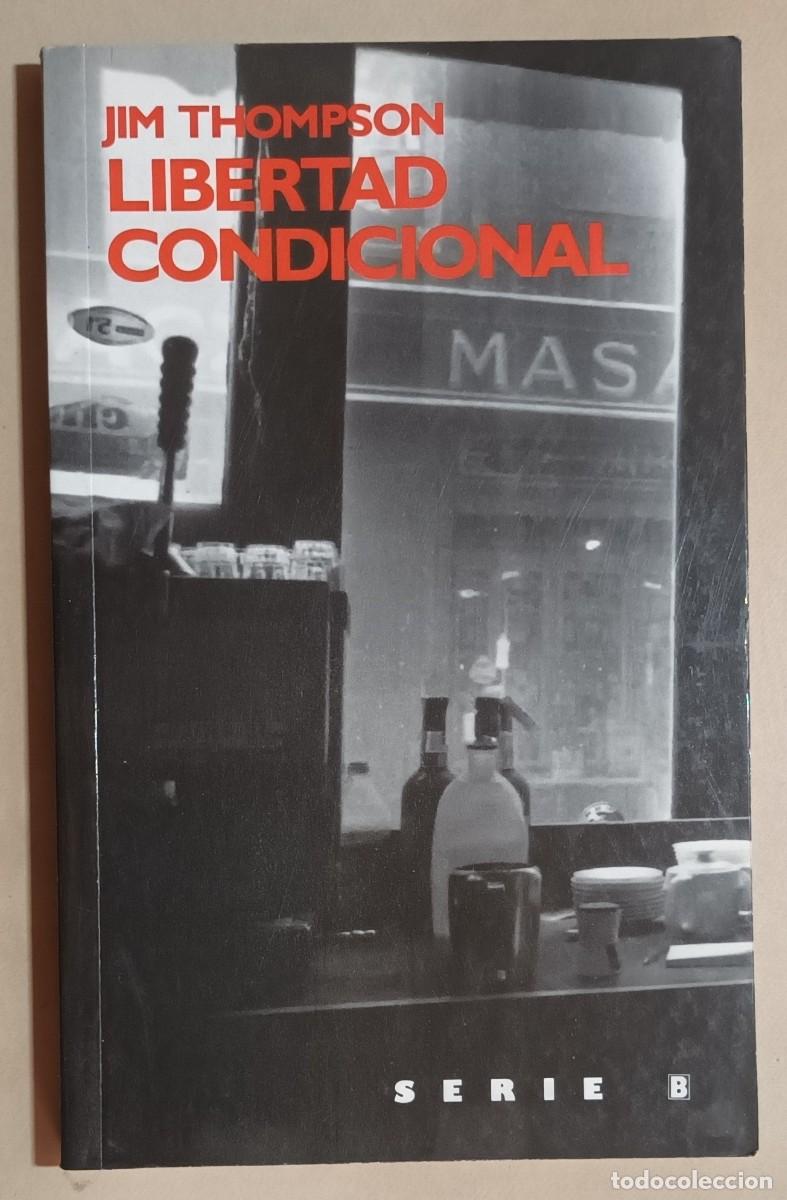 JIM THOMPSON
LIBERTAD
CONDICIONAL
MASA
SERIE B
todocoleccion